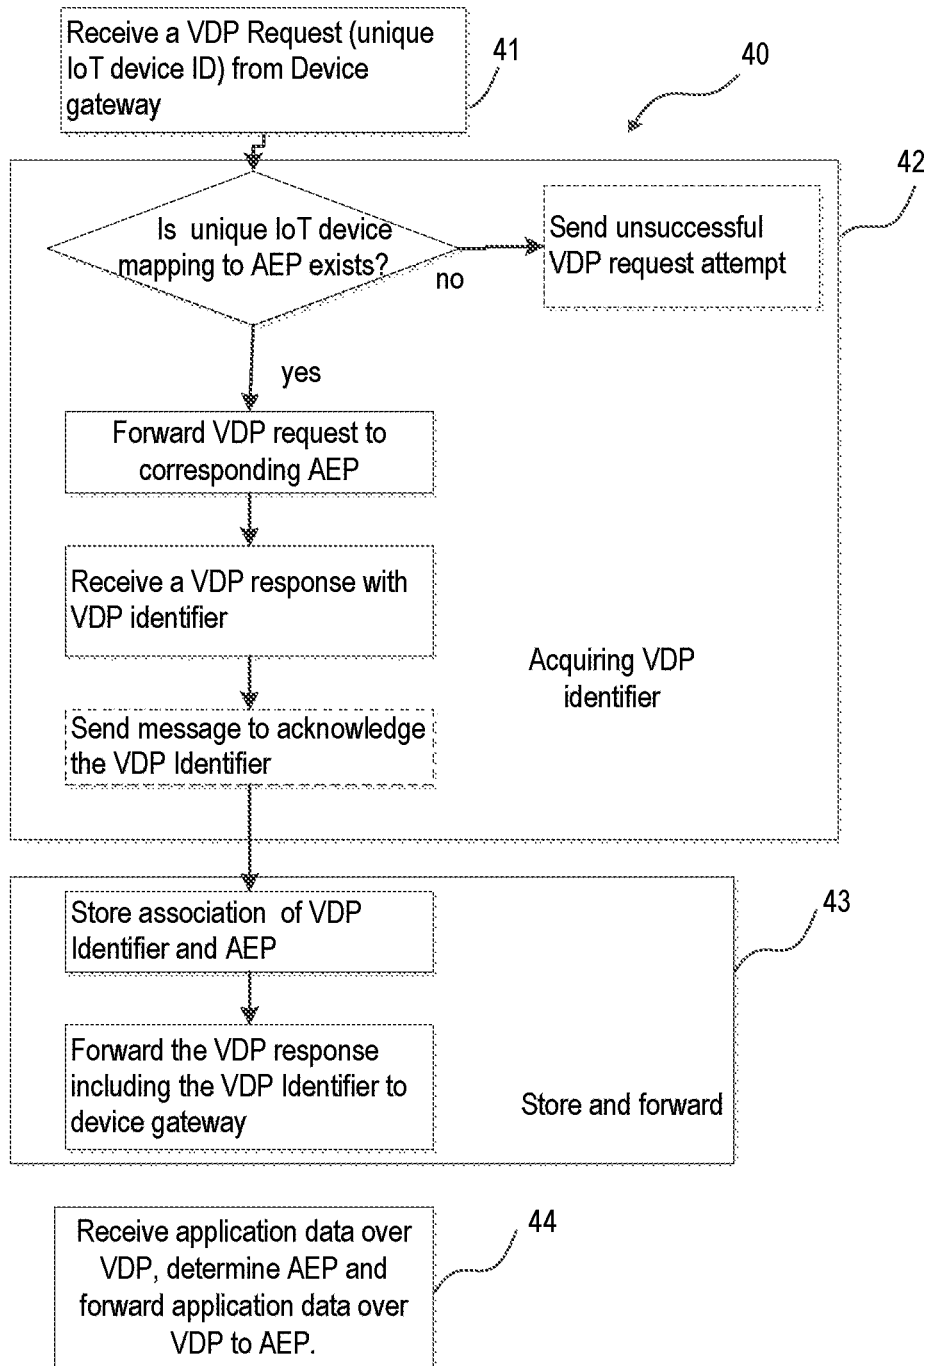 Receive a VDP Request (unique
IoT device ID) from Device
gateway
41
40
42
Is unique IoT device
mapping to AEP exists?
no
Send unsuccessful
VDP request attempt
yes
Forward VDP request to
corresponding AEP
Receive a VDP response with
VDP identifier
Acquiring VDP
identifier
Send message to acknowledge
the VDP Identifier
43
Store association of VDP
Identifier and AEP
Forward the VDP response
including the VDP Identifier to
device gateway
Store and forward
44
Receive application data over
VDP, determine AEP and
forward application data over
VDP to AEP.